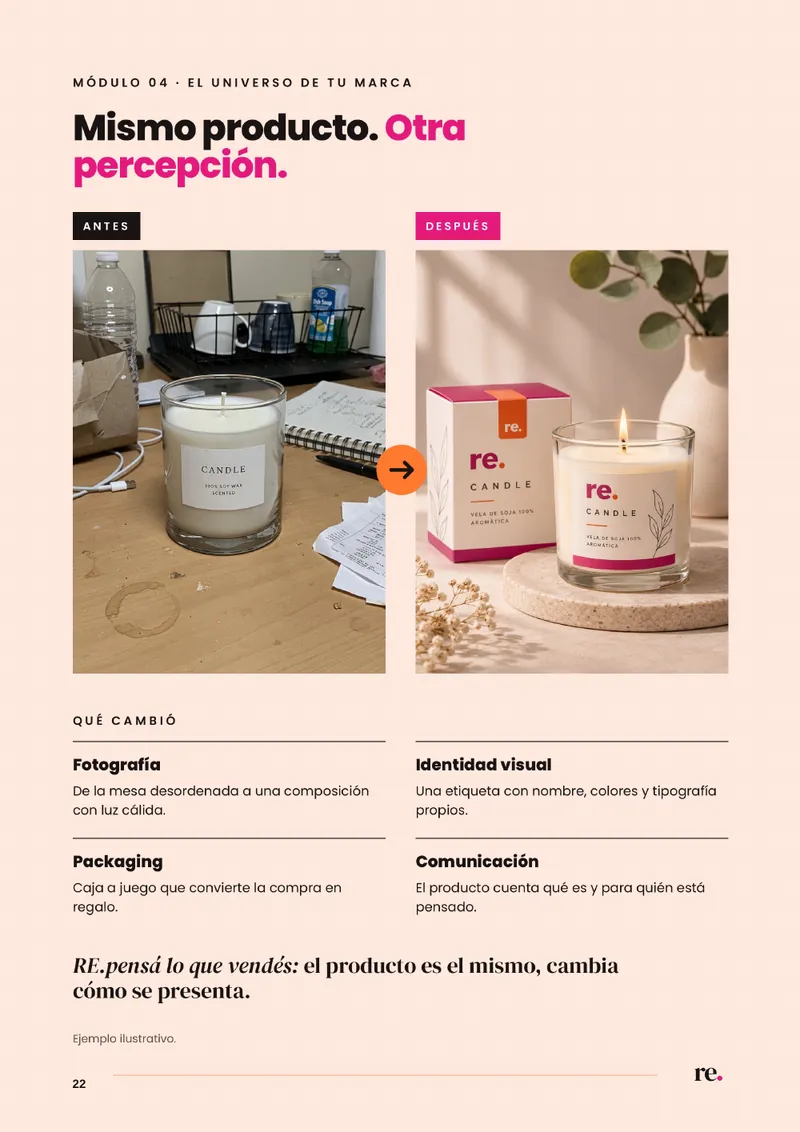 MÓDULO 04 · EL UNIVERSO DE TU MARCA
Mismo producto. Otra
percepción.
ANTES
DESPUÉS
Dish Soap
CANDLE
100% SOY WAX
SCENTED
re.
re.
CANDLE
VELA DE SOJA 100%
AROMÁTICA
re.
CANDLE
VELA DE SOJA 100%
AROMÁTICA
QUÉ CAMBIÓ
Fotografía
De la mesa desordenada a una composición
con luz cálida.
Identidad visual
Una etiqueta con nombre, colores y tipografía
propios.
Packaging
Caja a juego que convierte la compra en
regalo.
Comunicación
El producto cuenta qué es y para quién está
pensado.
RE.pensá lo que vendés: el producto es el mismo, cambia
cómo se presenta.
Ejemplo ilustrativo.
22
re.